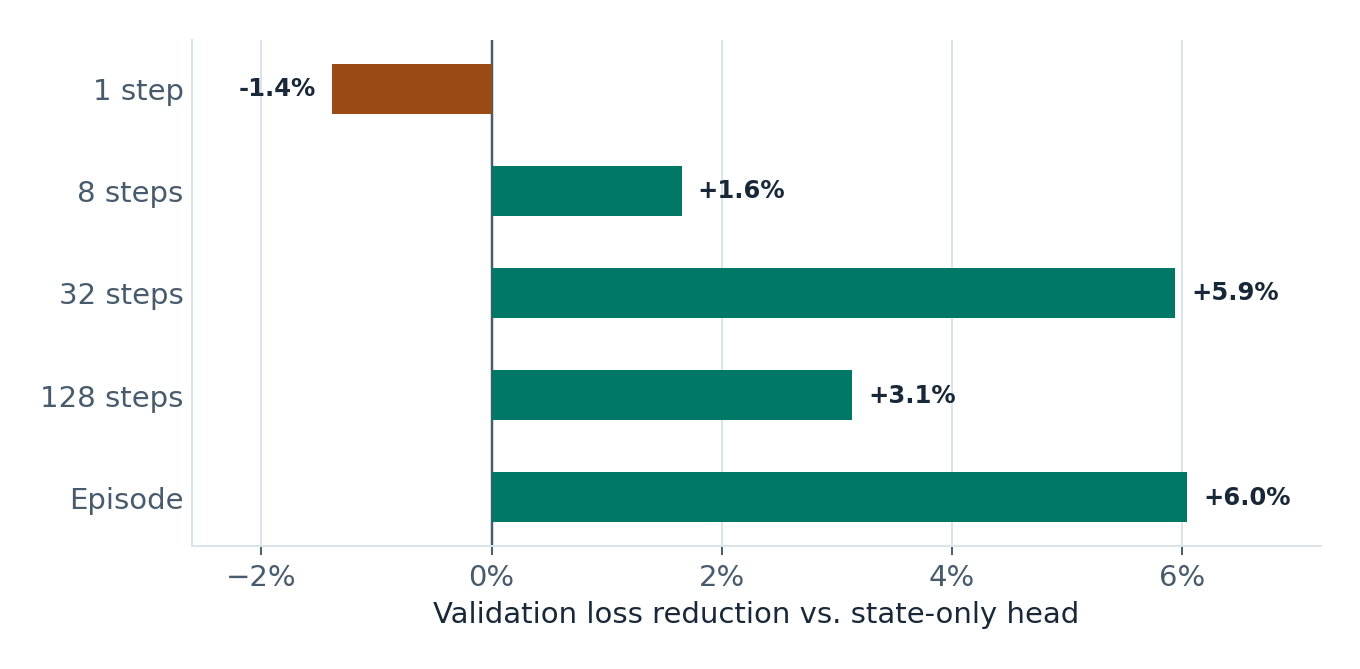 1 step -1.4%
8 steps +1.6%
32 steps +5.9%
128 steps +3.1%
Episode +6.0%
−2% 0% 2% 4% 6%
Validation loss reduction vs. state-only head